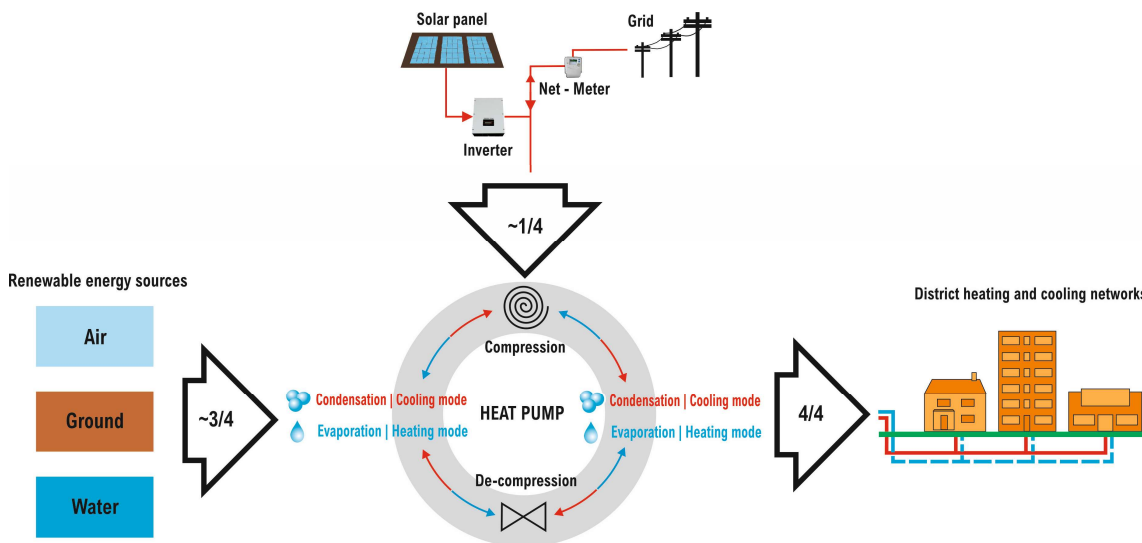 Solar panel
Grid
Net - Meter
Inverter
~1/4
Renewable energy sources
District heating and cooling networks
Air
Compression
Ground
~3/4
Condensation | Cooling mode
HEAT PUMP
Condensation | Cooling mode
4/4
Evaporation | Heating mode
Evaporation | Heating mode
De-compression
Water